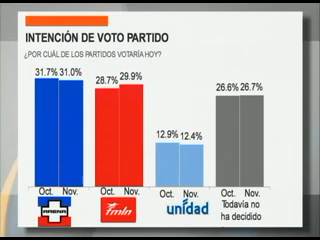 INTENCIÓN DE VOTO PARTIDO
¿POR CUÁL DE LOS PARTIDOS VOTARÍA HOY?
31.7% 31.0% 28.7% 29.9% 12.9% 12.4% 26.6% 26.7%
Oct. Nov. Oct. Nov. Oct. Nov. Oct. Nov.
ARENA fmln unidad Todavía no
ha decidido